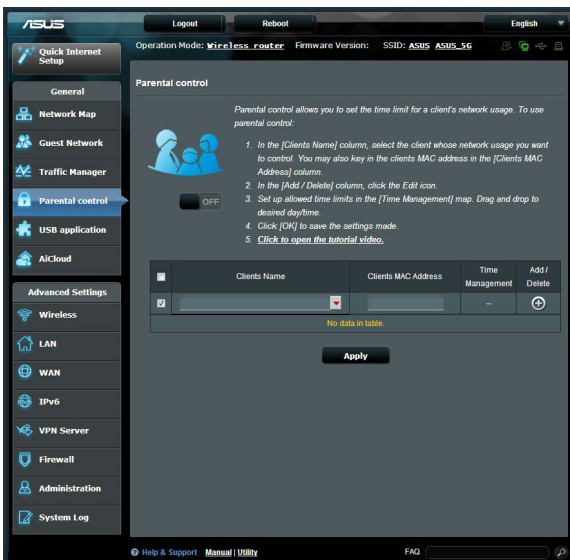 ASUS
Logout
Reboot
English
Quick Internet Setup
Operation Mode: Wireless router Firmware Version: SSID: ASUS ASUS_5G
General
Network Map
Guest Network
Traffic Manager
Parental control
USB application
AiCloud
Advanced Settings
Wireless
LAN
WAN
IPv6
VPN Server
Firewall
Administration
System Log
Parental control
Parental control allows you to set the time limit for a client's network usage. To use
parental control:
1. In the [Clients Name] column, select the client whose network usage you want
to control. You may also key in the clients MAC address in the [Clients MAC
Address] column.
2. In the [Add / Delete] column, click the Edit icon.
3. Set up allowed time limits in the [Time Management] map. Drag and drop to
desired day/time.
4. Click [OK] to save the settings made.
5. Click to open the tutorial video.
OFF
Clients Name
Clients MAC Address
Time
Management
Add /
Delete
--
No data in table.
Apply
Help & Support Manual | Utility
FAQ